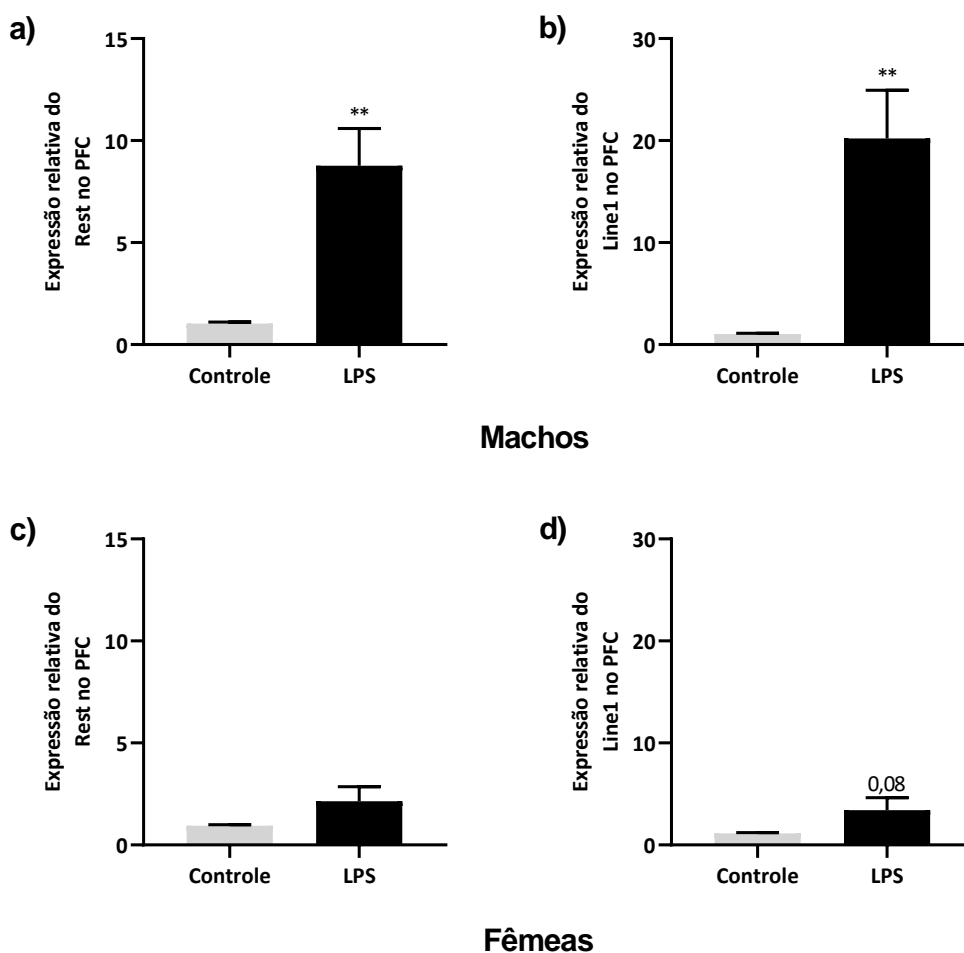 a)
Expressão relativa do
Rest no PFC
15
10
5
0
**
Controle
LPS
b)
Expressão relativa do
Line1 no PFC
30
20
10
0
**
Controle
LPS
Machos
c)
Expressão relativa do
Rest no PFC
15
10
5
0
Controle
LPS
d)
Expressão relativa do
Line1 no PFC
30
20
10
0
0,08
Controle
LPS
Fêmeas